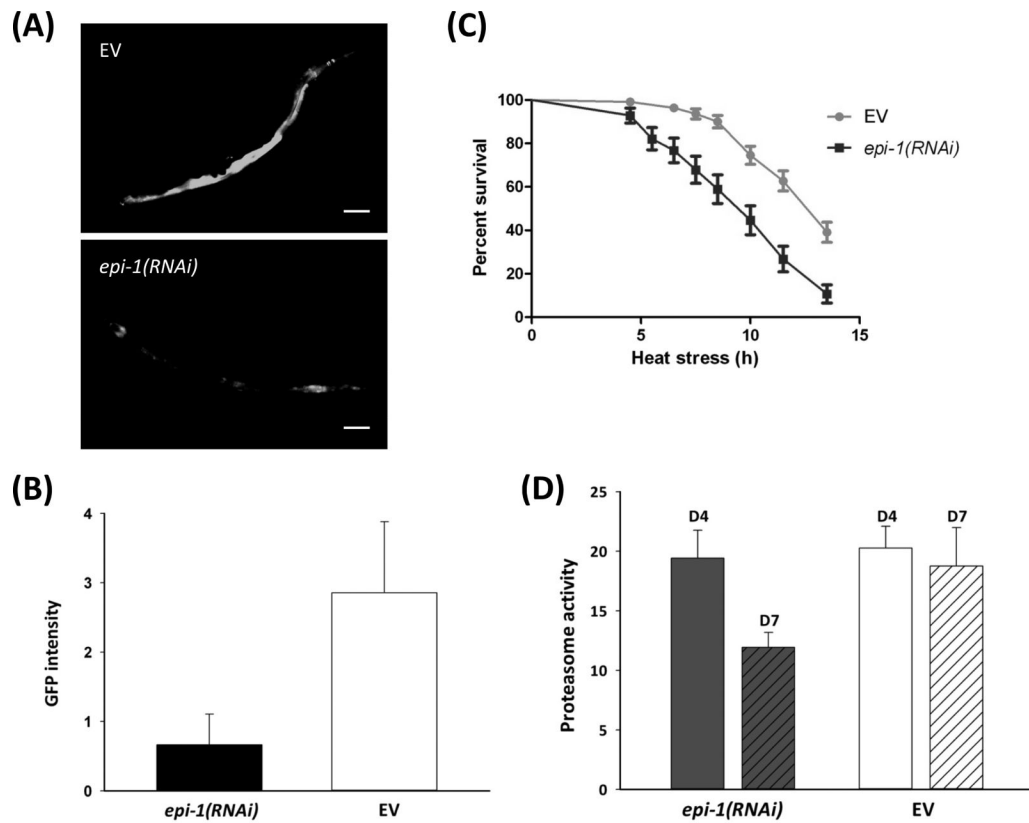 (A)
EV
epi-1(RNAi)
(C)
100
80
60
40
20
0
Percent survival
0
5
10
15
Heat stress (h)
EV
epi-1(RNAi)
(B)
4
3
2
1
0
GFP intensity
epi-1(RNAi)
EV
(D)
25
20
15
10
5
0
Proteasome activity
D4
D7
D4
D7
epi-1(RNAi)
EV